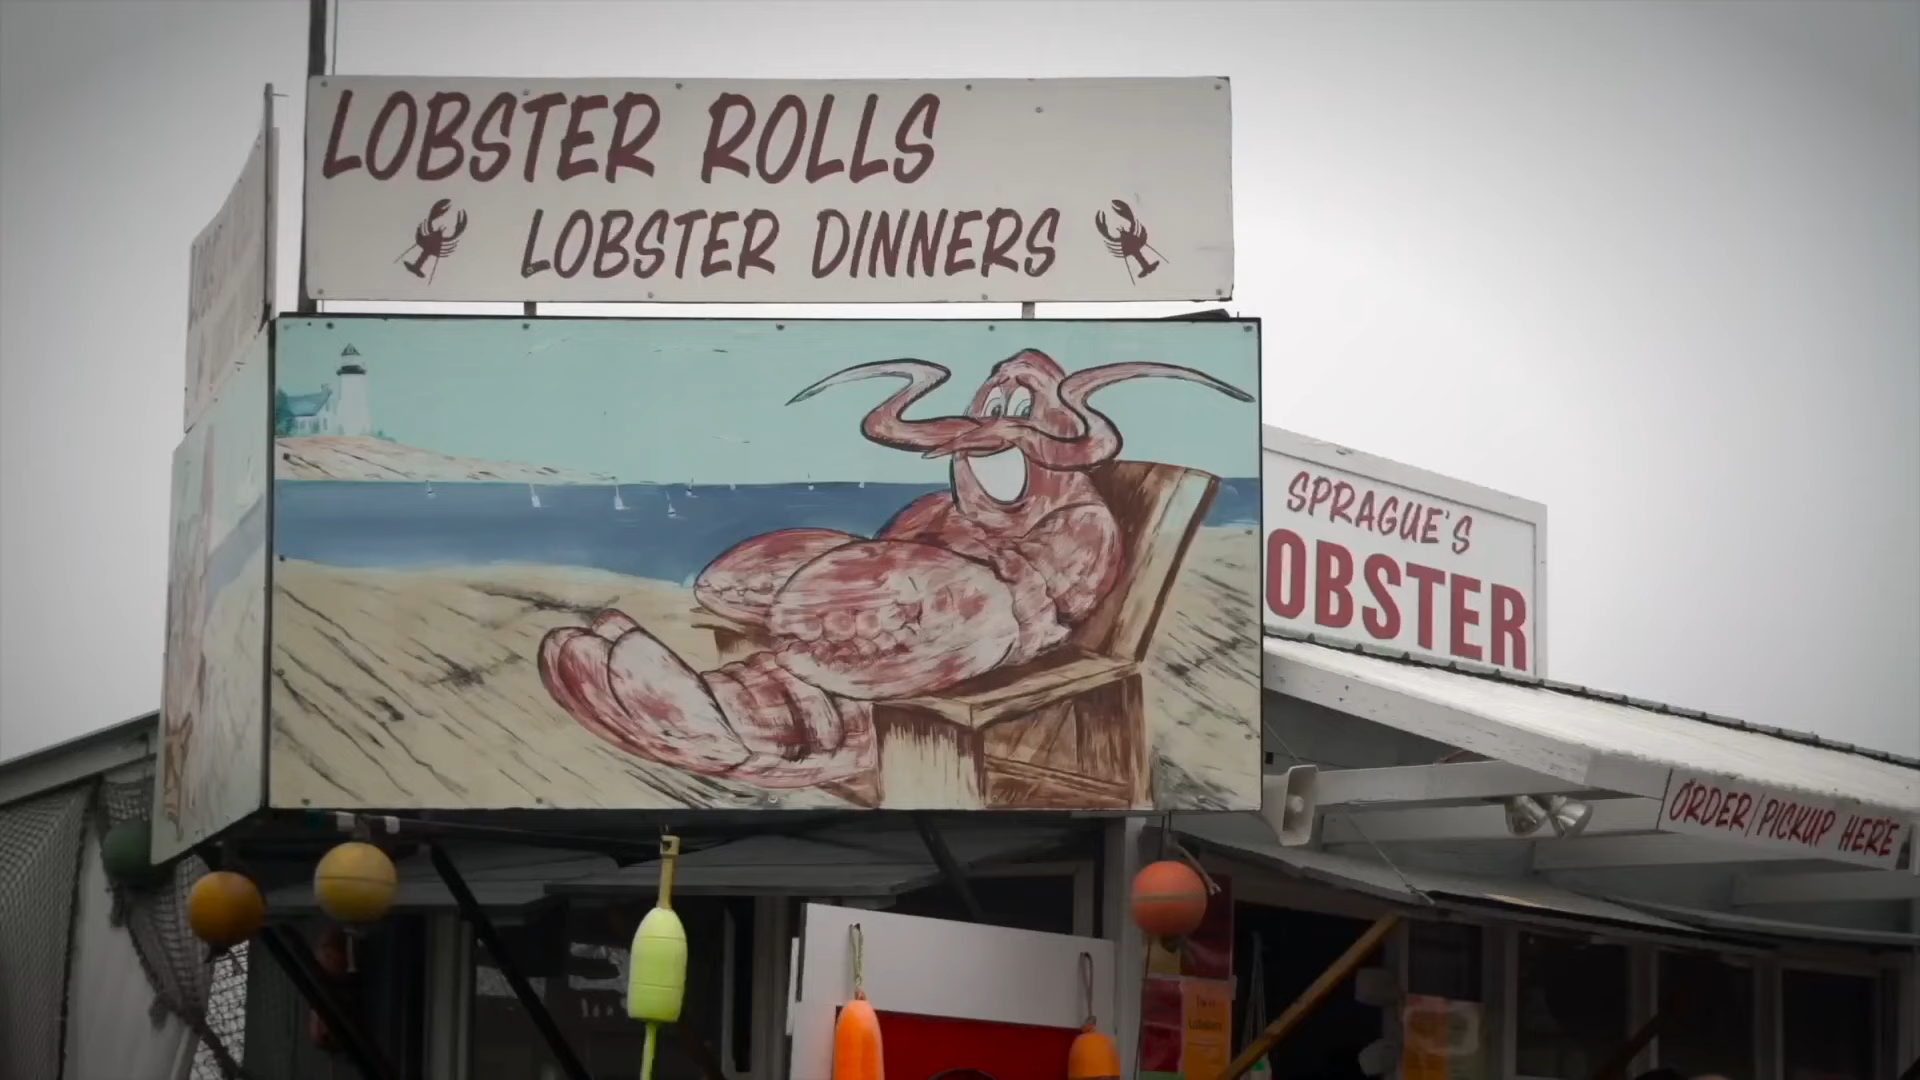 LOBSTER ROLLS
LOBSTER DINNERS
SPRAGUE'S
OBSTER
ORDER/PICKUP HERE